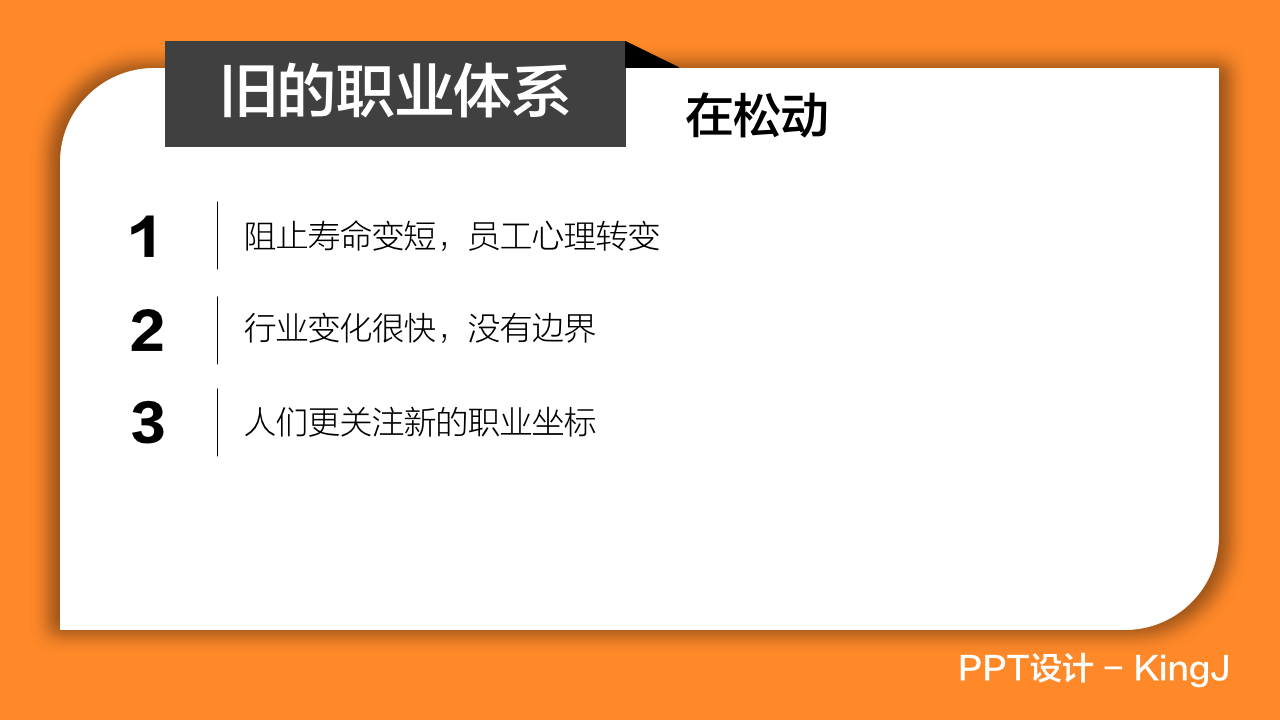 旧的职业体系
在松动
1 阻止寿命变短，员工心理转变
2 行业变化很快，没有边界
3 人们更关注新的职业坐标
PPT设计 – KingJ